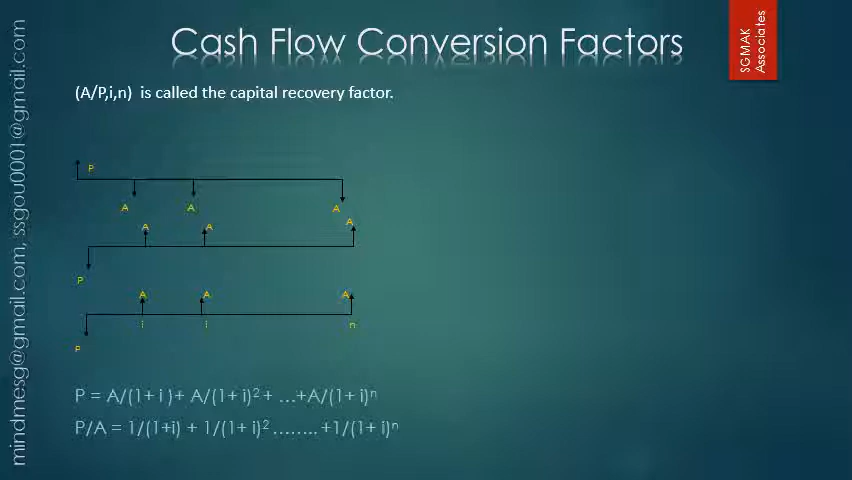 Cash Flow Conversion Factors
SGMAK
Associates
mindmesg@gmail.com, ssgou0001@gmail.com
(A/P,i,n) is called the capital recovery factor.
P
A A A
A A A
P
A A A
i i n
P
P = A/(1+ i )+ A/(1+ i)² + …+A/(1+ i)ⁿ
P/A = 1/(1+i) + 1/(1+ i)² …….. +1/(1+ i)ⁿ